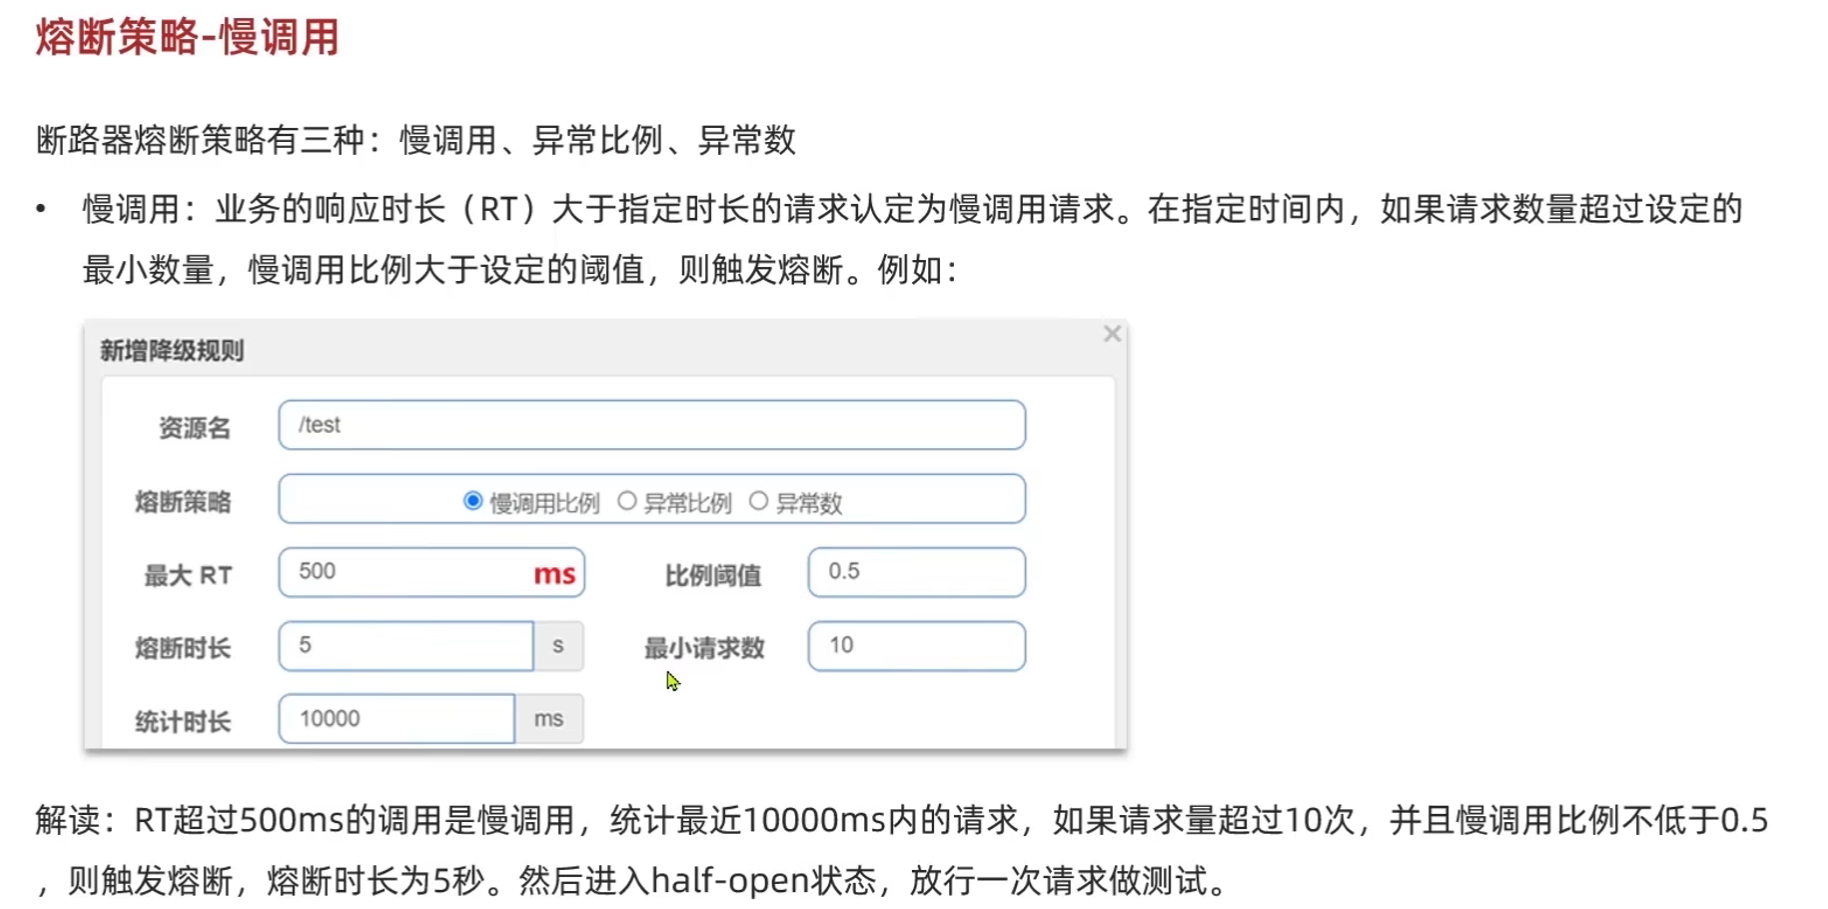 熔断策略-慢调用
断路器熔断策略有三种：慢调用、异常比例、异常数
• 慢调用：业务的响应时长（RT）大于指定时长的请求认定为慢调用请求。在指定时间内，如果请求数量超过设定的
最小数量，慢调用比例大于设定的阈值，则触发熔断。例如：
新增降级规则 ×
资源名 /test
熔断策略 慢调用比例 异常比例 异常数
最大 RT 500 ms 比例阈值 0.5
熔断时长 5 s 最小请求数 10
统计时长 10000 ms
解读：RT超过500ms的调用是慢调用，统计最近10000ms内的请求，如果请求量超过10次，并且慢调用比例不低于0.5
，则触发熔断，熔断时长为5秒。然后进入half-open状态，放行一次请求做测试。